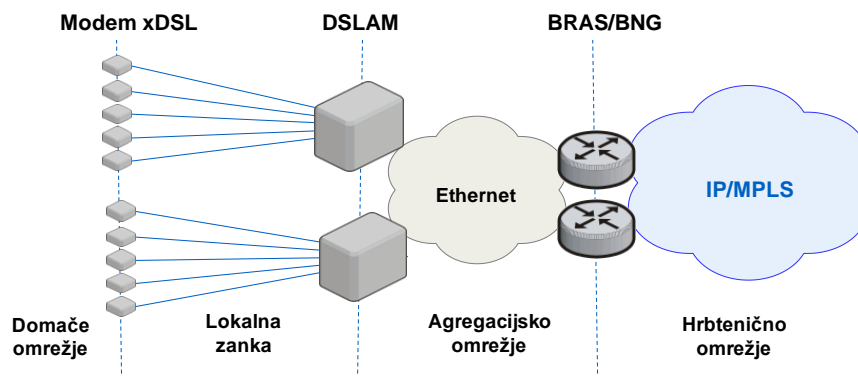 Modem xDSL
DSLAM
BRAS/BNG
Ethernet
IP/MPLS
Domače
omrežje
Lokalna
zanka
Agregacijsko
omrežje
Hrbtenično
omrežje